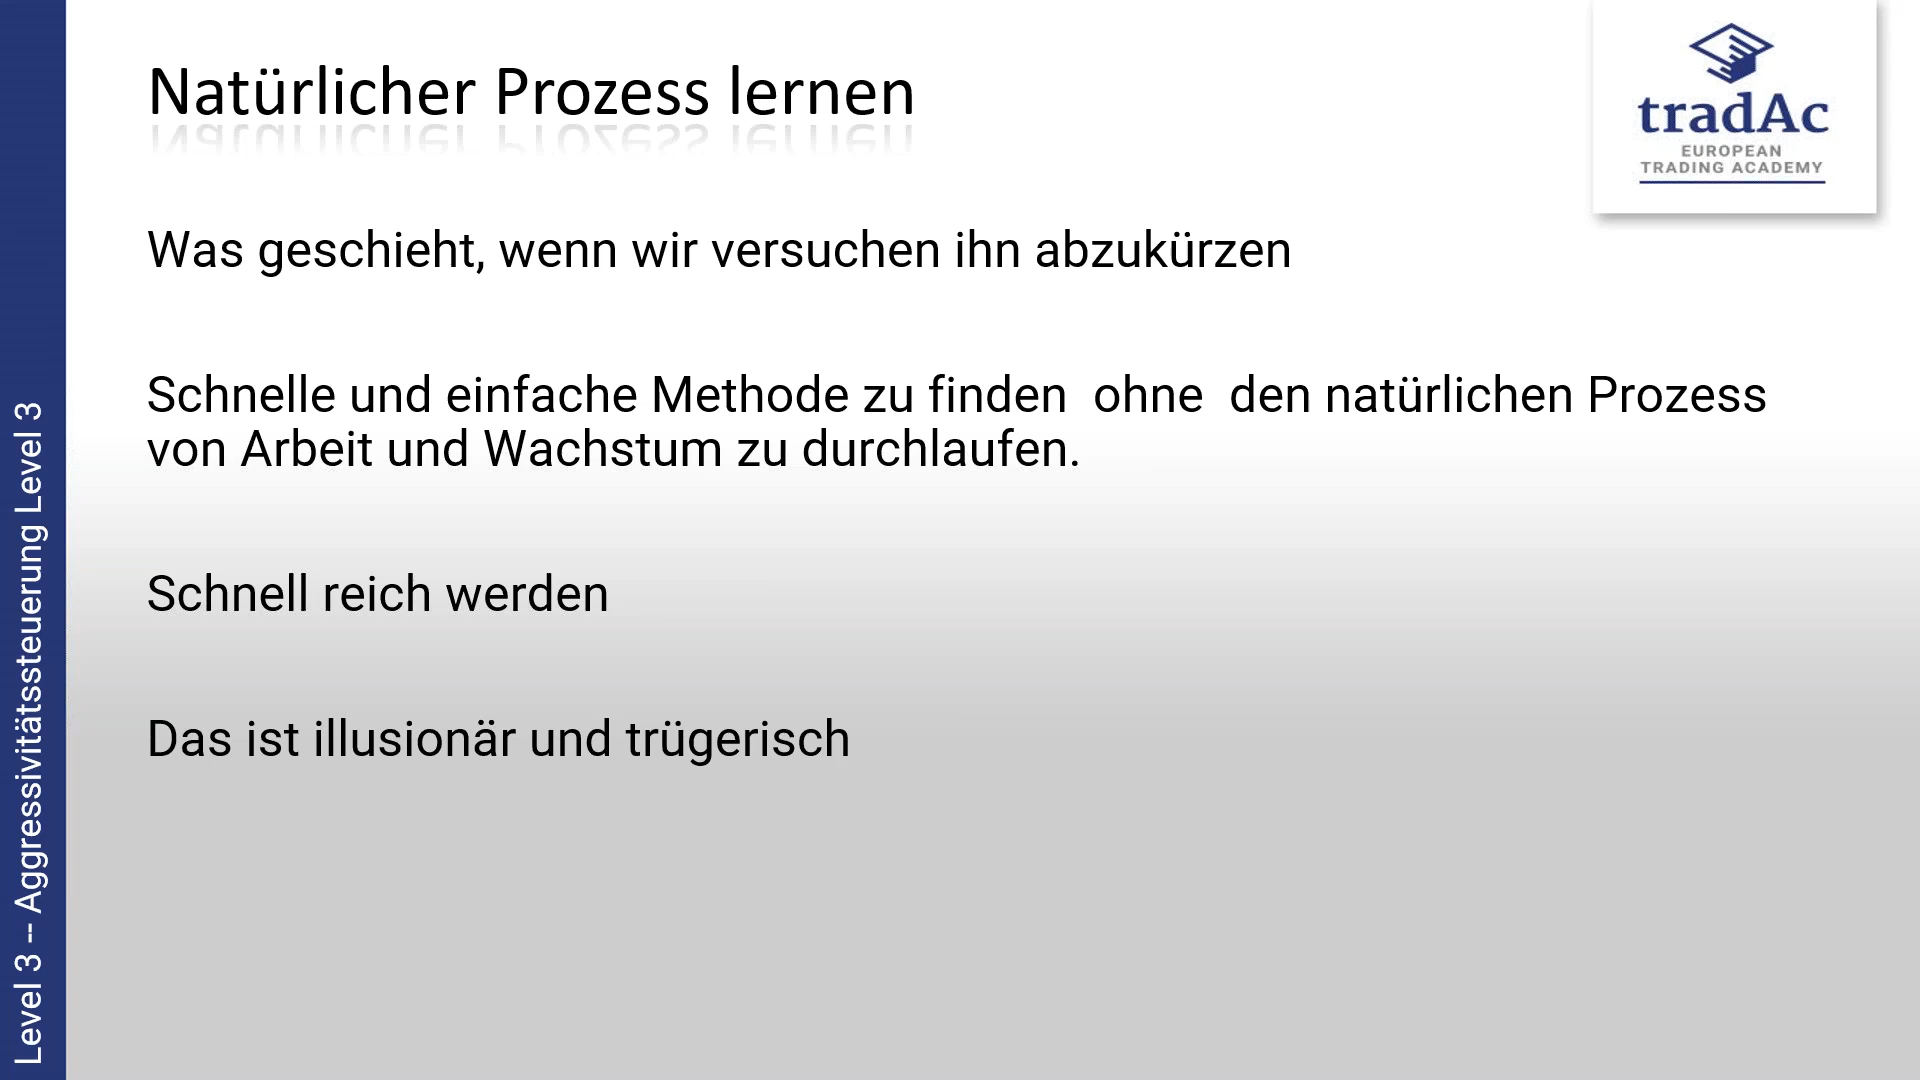 Natürlicher Prozess lernen
tradAc
EUROPEAN
TRADING ACADEMY
Was geschieht, wenn wir versuchen ihn abzukürzen
Schnelle und einfache Methode zu finden  ohne  den natürlichen Prozess
von Arbeit und Wachstum zu durchlaufen.
Schnell reich werden
Das ist illusionär und trügerisch
Level 3 -- Aggressivitätssteuerung Level 3